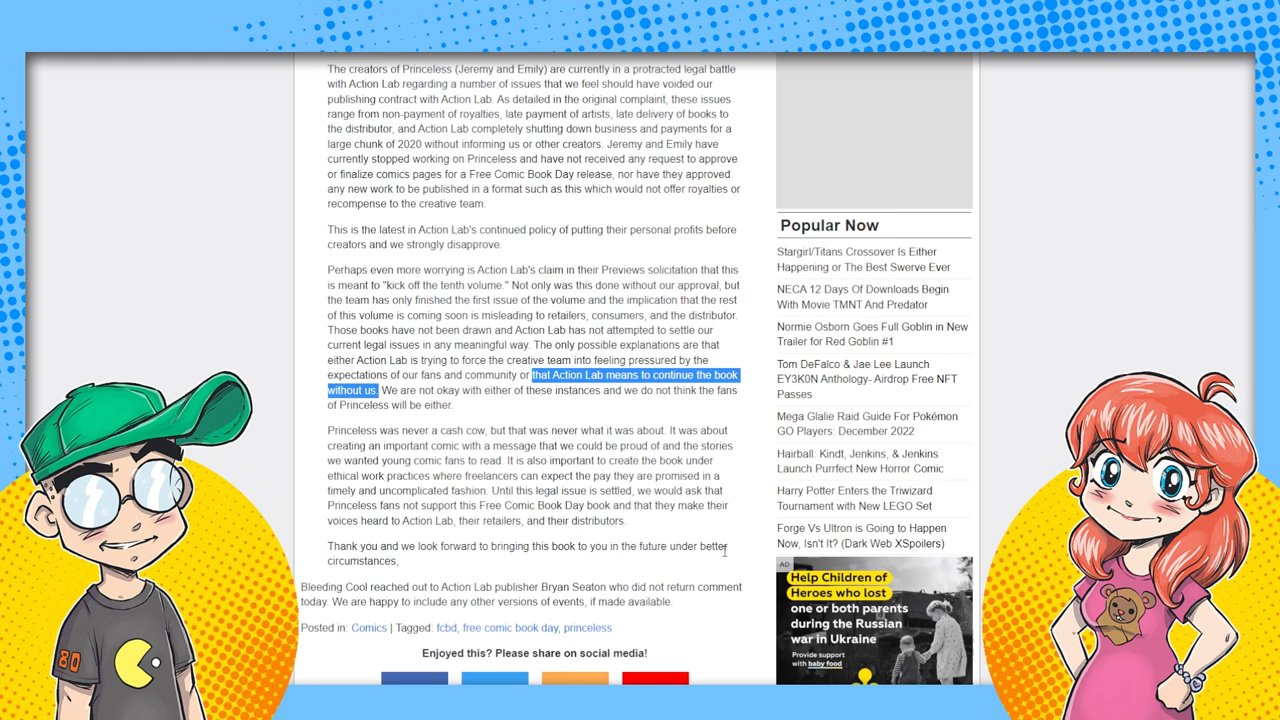 The creators of Princeless (Jeremy and Emily) are currently in a protracted legal battle
with Action Lab regarding a number of issues that we feel should have voided our
publishing contract with Action Lab. As detailed in the original complaint, these issues
range from non-payment of royalties, late payment of artists, late delivery of books to
the distributor, and Action Lab completely shutting down business and payments for a
large chunk of 2020 without informing us or other creators. Jeremy and Emily have
currently stopped working on Princeless and have not received any request to approve
or finalize comics pages for a Free Comic Book Day release, nor have they approved
any new work to be published in a format such as this which would not offer royalties or
recompense to the creative team.
This is the latest in Action Lab's continued policy of putting their personal profits before
creators and we strongly disapprove.
Perhaps even more worrying is Action Lab's claim in their Previews solicitation that this
is meant to "kick off the tenth volume." Not only was this done without our approval, but
the team has only finished the first issue of the volume and the implication that the rest
of this volume is coming soon is misleading to retailers, consumers, and the distributor.
Those books have not been drawn and Action Lab has not attempted to settle our
current legal issues in any meaningful way. The only possible explanations are that
either Action Lab is trying to force the creative team into feeling pressured by the
expectations of our fans and community or that Action Lab means to continue the book
without us. We are not okay with either of these instances and we do not think the fans
of Princeless will be either.
Princeless was never a cash cow, but that was never what it was about. It was about
creating an important comic with a message that we could be proud of and the stories
we wanted young comic fans to read. It is also important to create the book under
ethical work practices where freelancers can expect the pay they are promised in a
timely and uncomplicated fashion. Until this legal issue is settled, we would ask that
Princeless fans not support this Free Comic Book Day book and that they make their
voices heard to Action Lab, their retailers, and their distributors.
Thank you and we look forward to bringing this book to you in the future under better
circumstances,
Bleeding Cool reached out to Action Lab publisher Bryan Seaton who did not return comment
today. We are happy to include any other versions of events, if made available.
Posted in: Comics | Tagged: fcbd, free comic book day, princeless
Enjoyed this? Please share on social media!
Popular Now
Stargirl/Titans Crossover Is Either
Happening or The Best Swerve Ever
NECA 12 Days Of Downloads Begin
With Movie TMNT And Predator
Normie Osborn Goes Full Goblin in New
Trailer for Red Goblin #1
Tom DeFalco & Jae Lee Launch
EY3K0N Anthology- Airdrop Free NFT
Passes
Mega Glalie Raid Guide For Pokémon
GO Players: December 2022
Hairball: Kindt, Jenkins, & Jenkins
Launch Purrfect New Horror Comic
Harry Potter Enters the Triwizard
Tournament with New LEGO Set
Forge Vs Ultron is Going to Happen
Now, Isn't It? (Dark Web XSpoilers)
AD
Help Children of
Heroes who lost
one or both parents
during the Russian
war in Ukraine
Provide support
with baby food
80